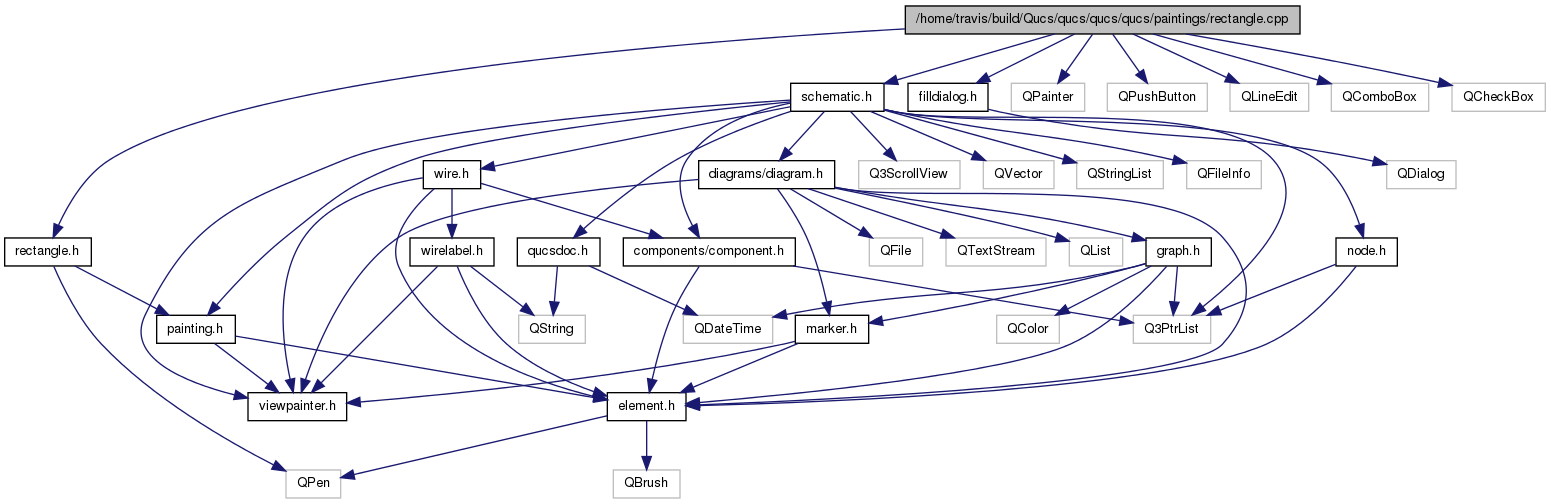 /home/travis/build/Qucs/qucs/qucs/qucs/paintings/rectangle.cpp
schematic.h
filldialog.h
QPainter
QPushButton
QLineEdit
QComboBox
QCheckBox
wire.h
diagrams/diagram.h
Q3ScrollView
QVector
QStringList
QFileInfo
QDialog
rectangle.h
wirelabel.h
qucsdoc.h
components/component.h
QFile
QTextStream
QList
graph.h
node.h
painting.h
QString
QDateTime
marker.h
QColor
Q3PtrList
viewpainter.h
element.h
QPen
QBrush